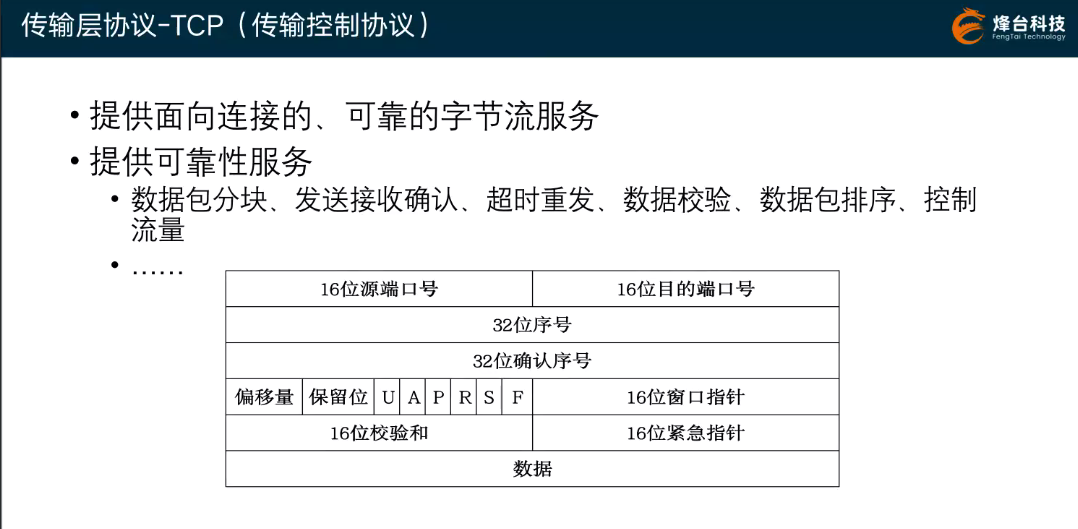 传输层协议-TCP（传输控制协议）
烽台科技
FengTai Technology
• 提供面向连接的、可靠的字节流服务
• 提供可靠性服务
• 数据包分块、发送接收确认、超时重发、数据校验、数据包排序、控制
流量
• ……
16位源端口号 16位目的端口号
32位序号
32位确认序号
偏移量 保留位 U A P R S F 16位窗口指针
16位校验和 16位紧急指针
数据